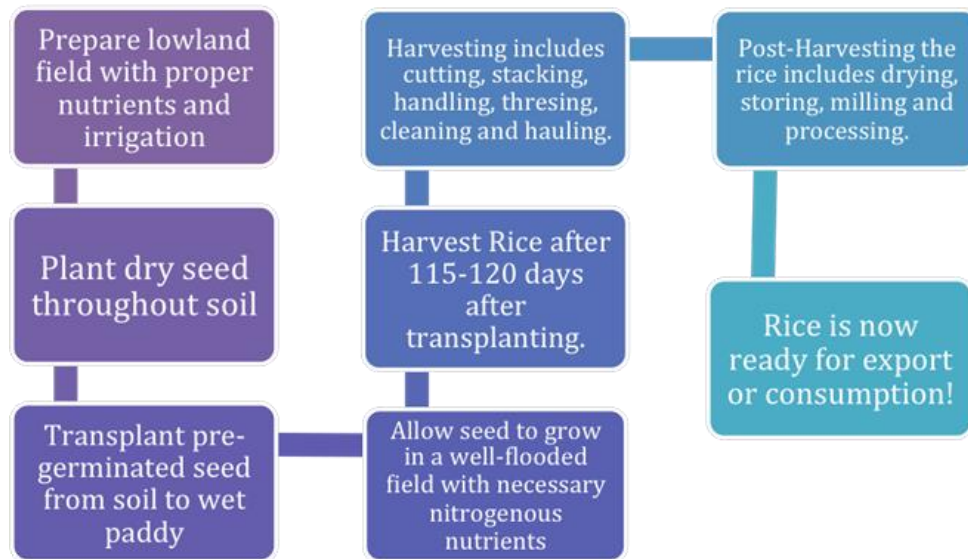 Prepare lowland
field with proper
nutrients and
irrigation
Plant dry seed
throughout soil
Transplant pre-
germinated seed
from soil to wet
paddy
Allow seed to grow
in a well-flooded
field with necessary
nitrogenous
nutrients
Harvest Rice after
115-120 days
after
transplanting.
Harvesting includes
cutting, stacking,
handling, thresing,
cleaning and hauling.
Post-Harvesting the
rice includes drying,
storing, milling and
processing.
Rice is now
ready for export
or consumption!